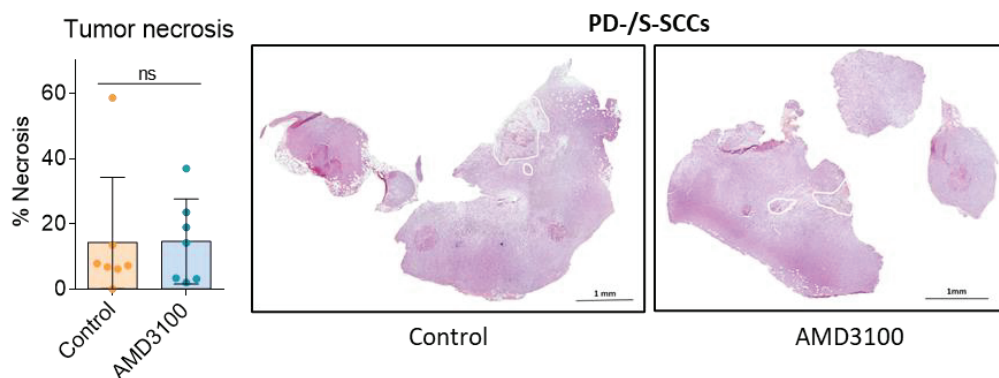 Tumor necrosis
ns
% Necrosis
60
40
20
0
Control
AMD3100
PD-/S-SCCs
1 mm
1mm
Control
AMD3100